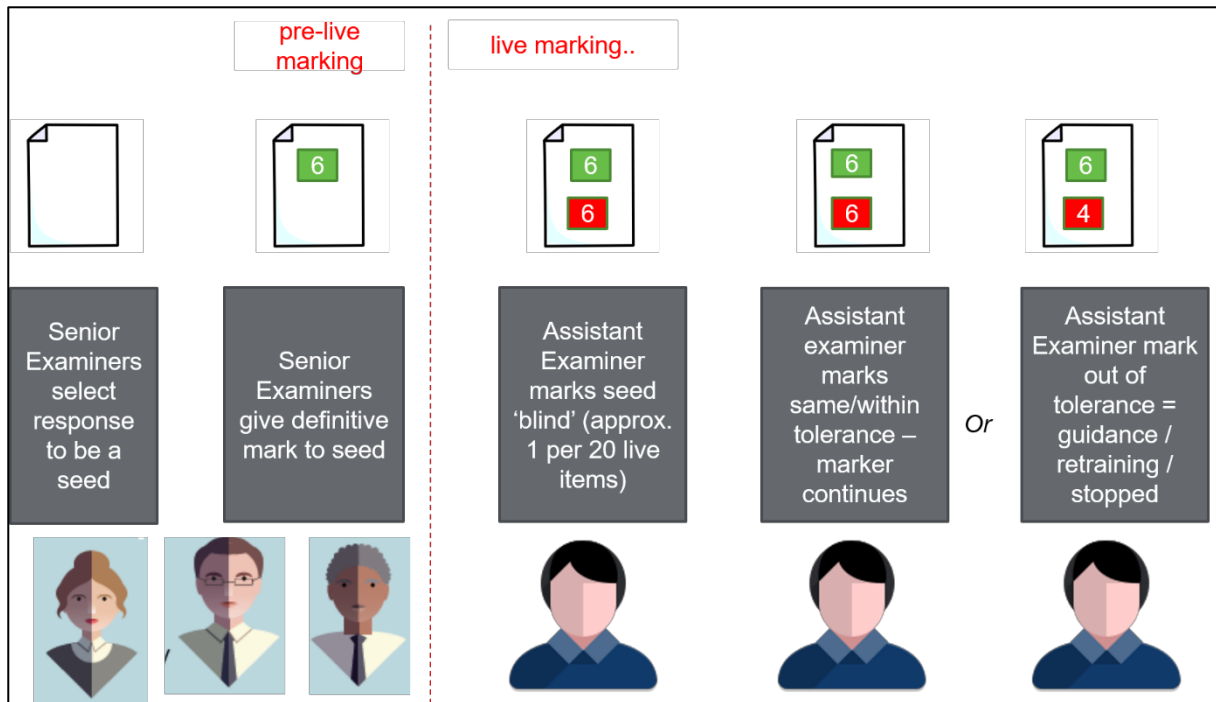 pre-live
marking
live marking..
6
6
6
6
6
6
4
Senior
Examiners
select
response
to be a
seed
Senior
Examiners
give definitive
mark to seed
Assistant
Examiner
marks seed
‘blind’ (approx.
1 per 20 live
items)
Assistant
examiner
marks
same/within
tolerance –
marker
continues
Or
Assistant
Examiner mark
out of
tolerance =
guidance /
retraining /
stopped
/